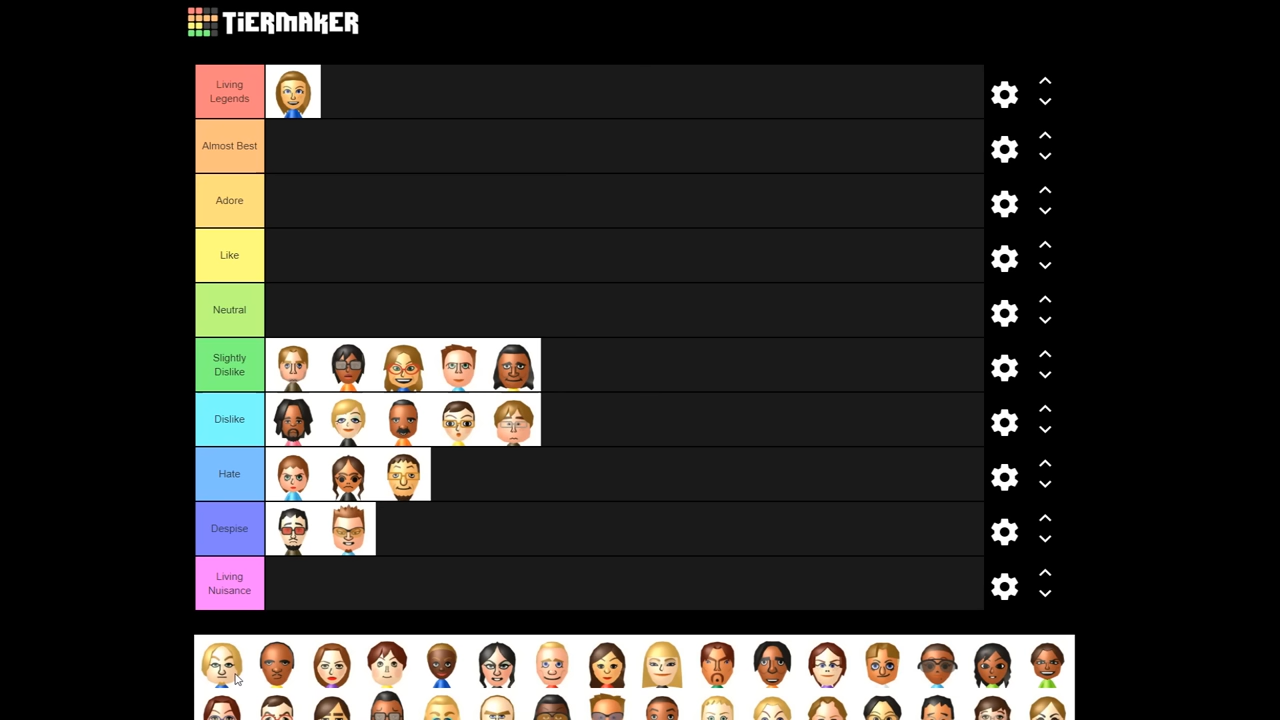 TiERMAKER
Living
Legends
Almost Best
Adore
Like
Neutral
Slightly
Dislike
Dislike
Hate
Despise
Living
Nuisance